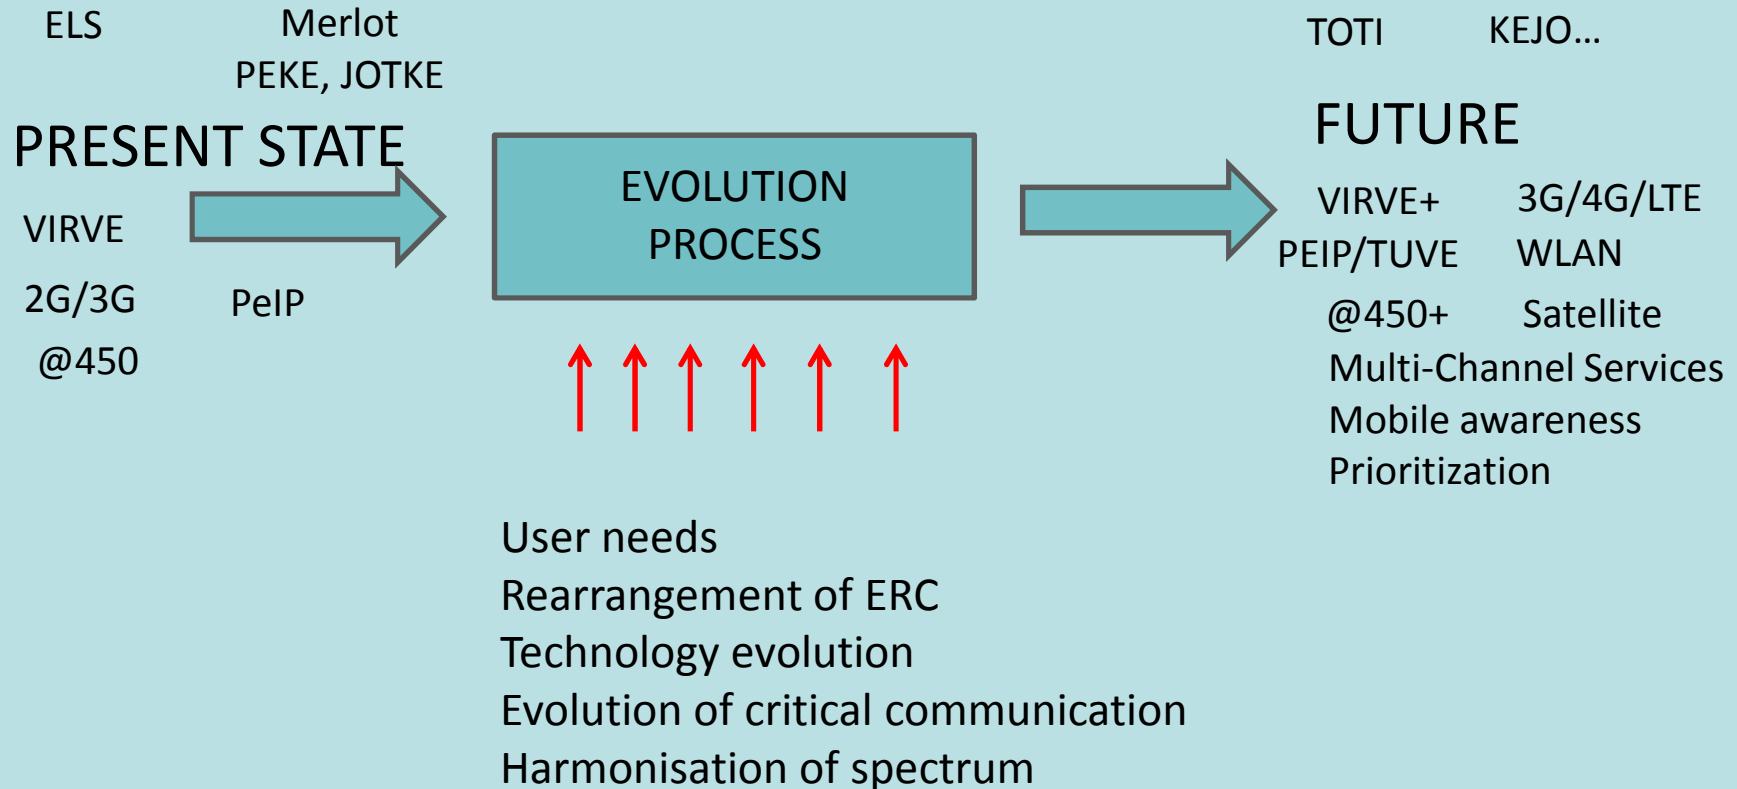 ELS
Merlot
PEKE, JOTKE
PRESENT STATE
VIRVE
2G/3G
PeIP
@450
EVOLUTION
PROCESS
User needs
Rearrangement of ERC
Technology evolution
Evolution of critical communication
Harmonisation of spectrum
TOTI
KEJO...
FUTURE
VIRVE+
3G/4G/LTE
PEIP/TUVE
WLAN
@450+
Satellite
Multi-Channel Services
Mobile awareness
Prioritization